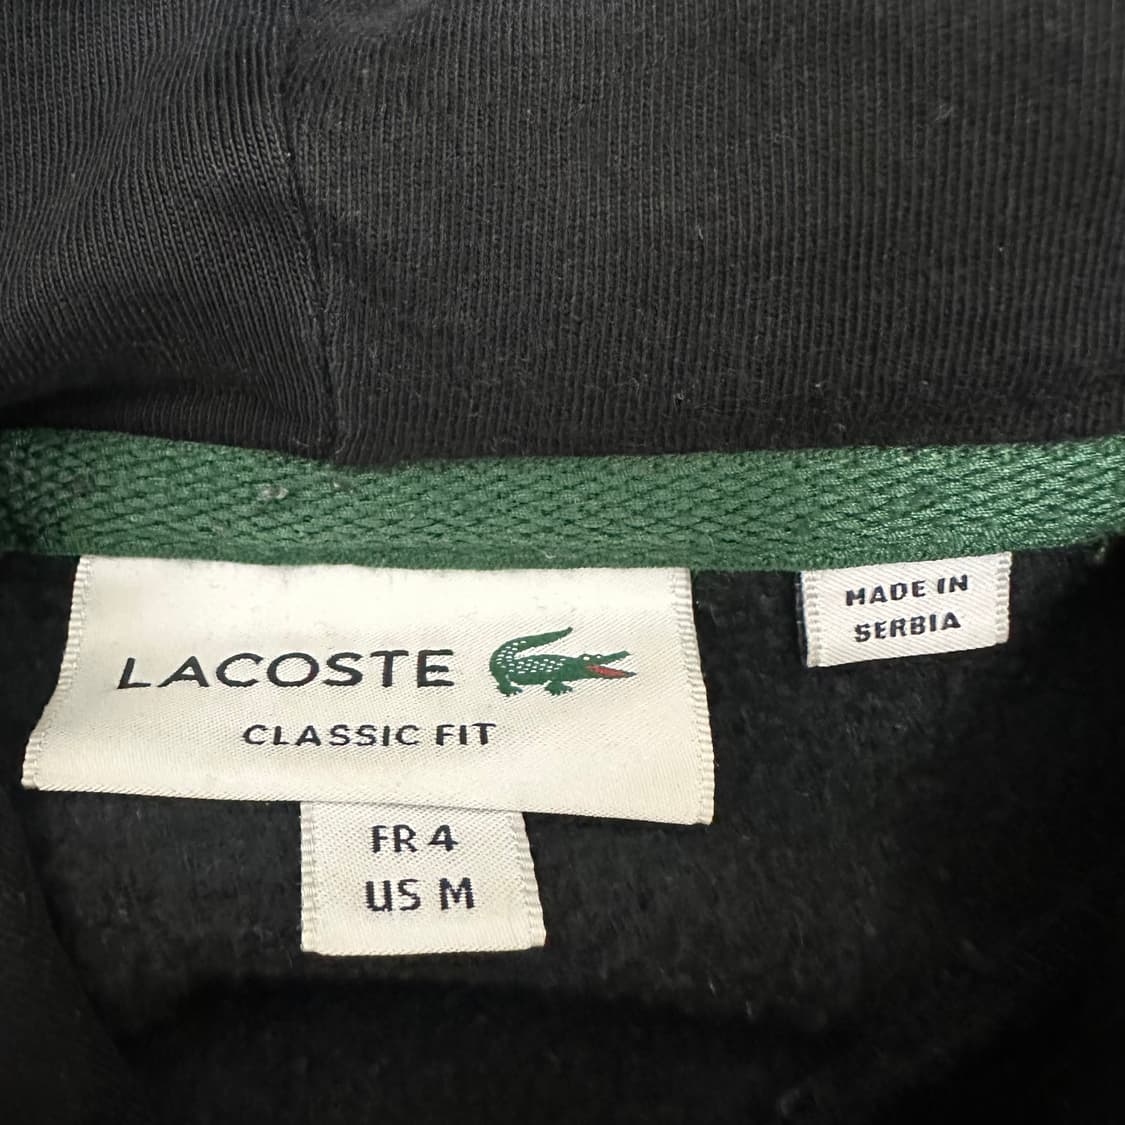 LACOSTE
CLASSIC FIT
FR 4
US M
MADE IN
SERBIA